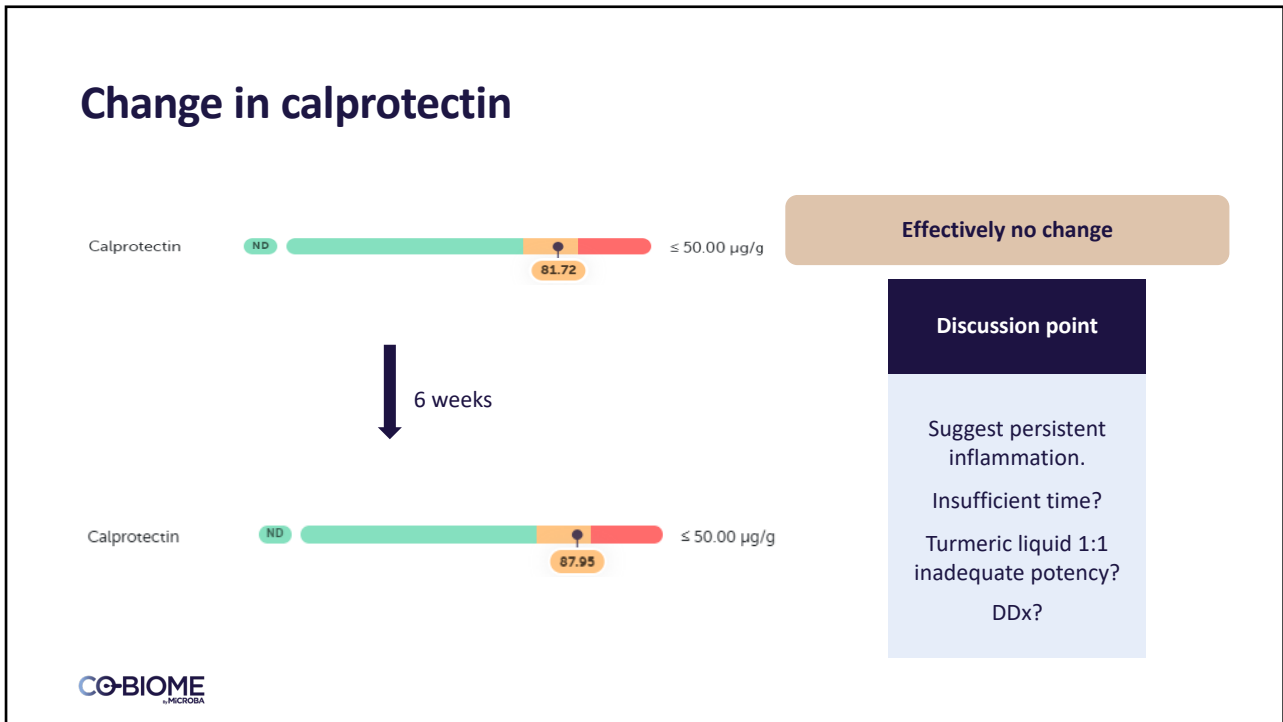 Change in calprotectin
Calprotectin
ND
81.72
≤ 50.00 µg/g
6 weeks
Calprotectin
ND
87.95
≤ 50.00 µg/g
Effectively no change
Discussion point
Suggest persistent
inflammation.
Insufficient time?
Turmeric liquid 1:1
inadequate potency?
DDx?
CO-BIOME
by MICROBA